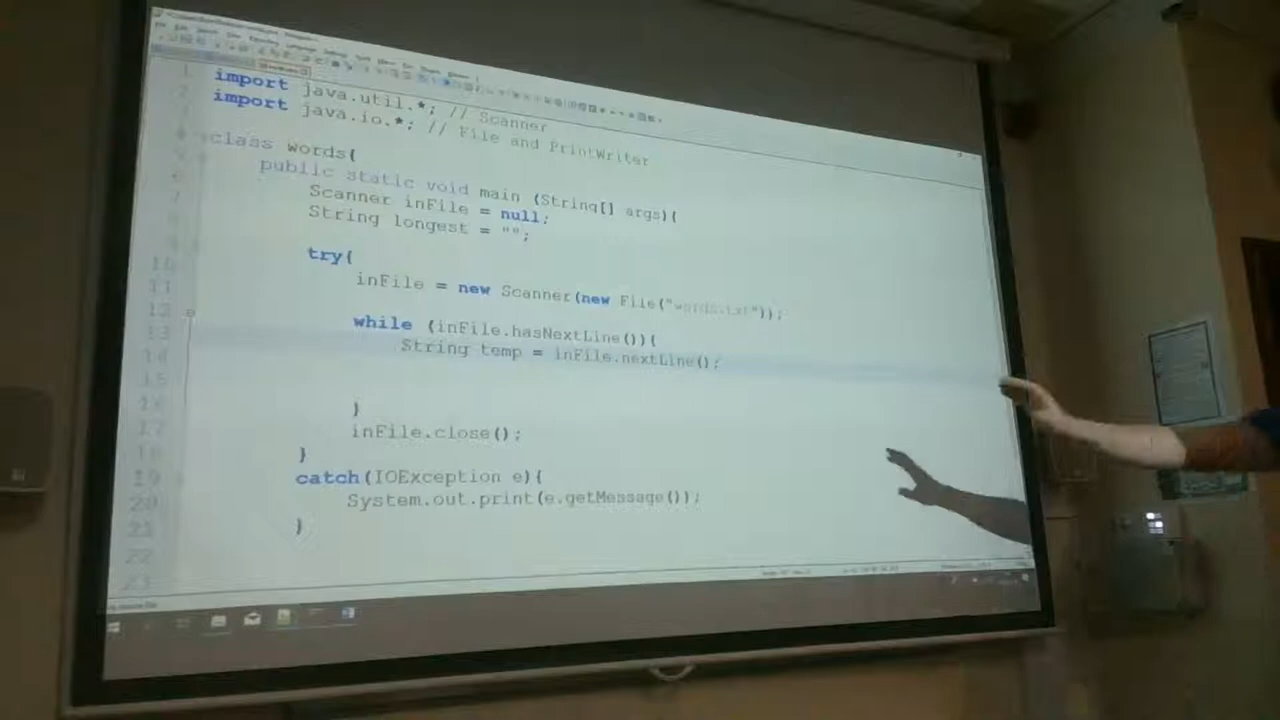 import java.util.*; // Scanner
import java.io.*; // File and PrintWriter
class words{
public static void main (String[] args){
Scanner inFile = null;
String longest = "";
try{
inFile = new Scanner(new File("words.txt"));
while (inFile.hasNextLine()){
String temp = inFile.nextLine();
}
inFile.close();
}
catch(IOException e){
System.out.print(e.getMessage());
}